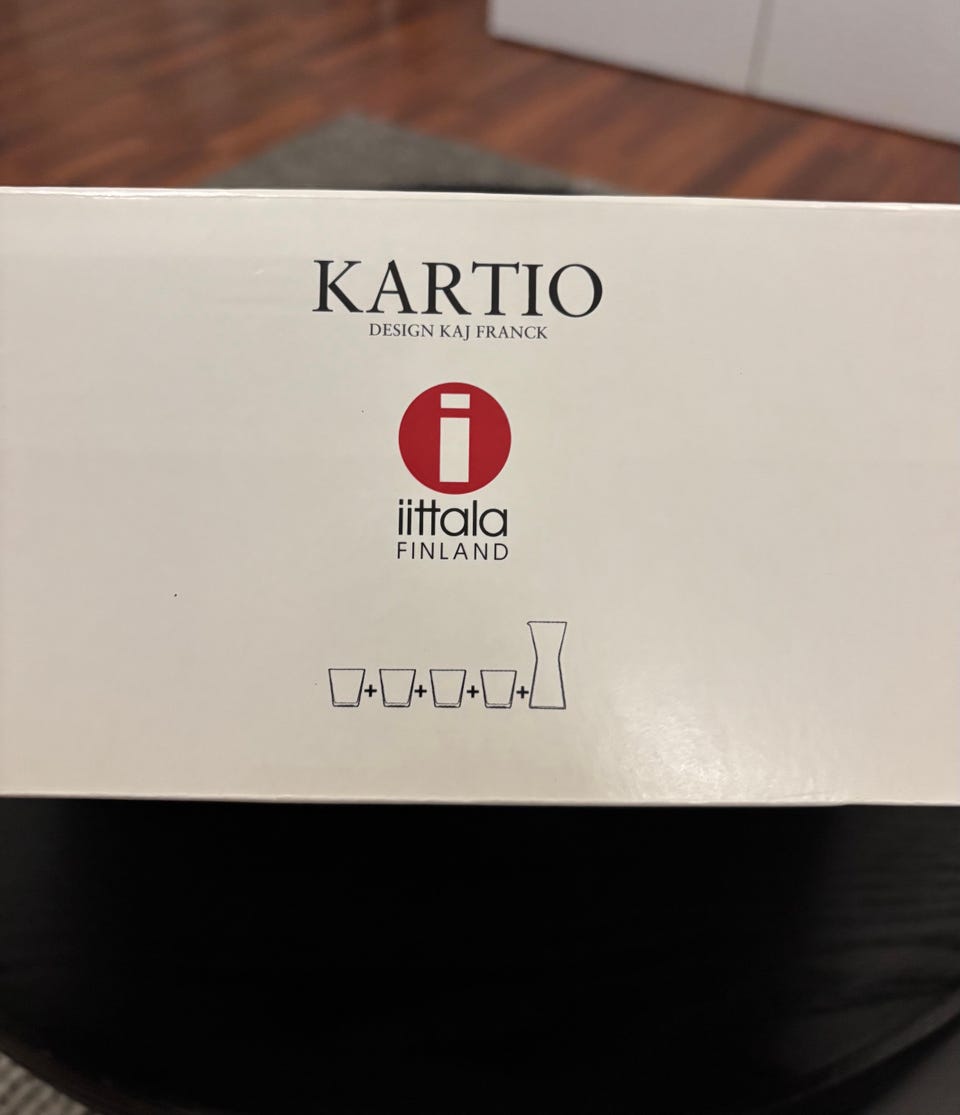 KARTIO
DESIGN KAJ FRANCK
i
iittala
FINLAND
+ + + +